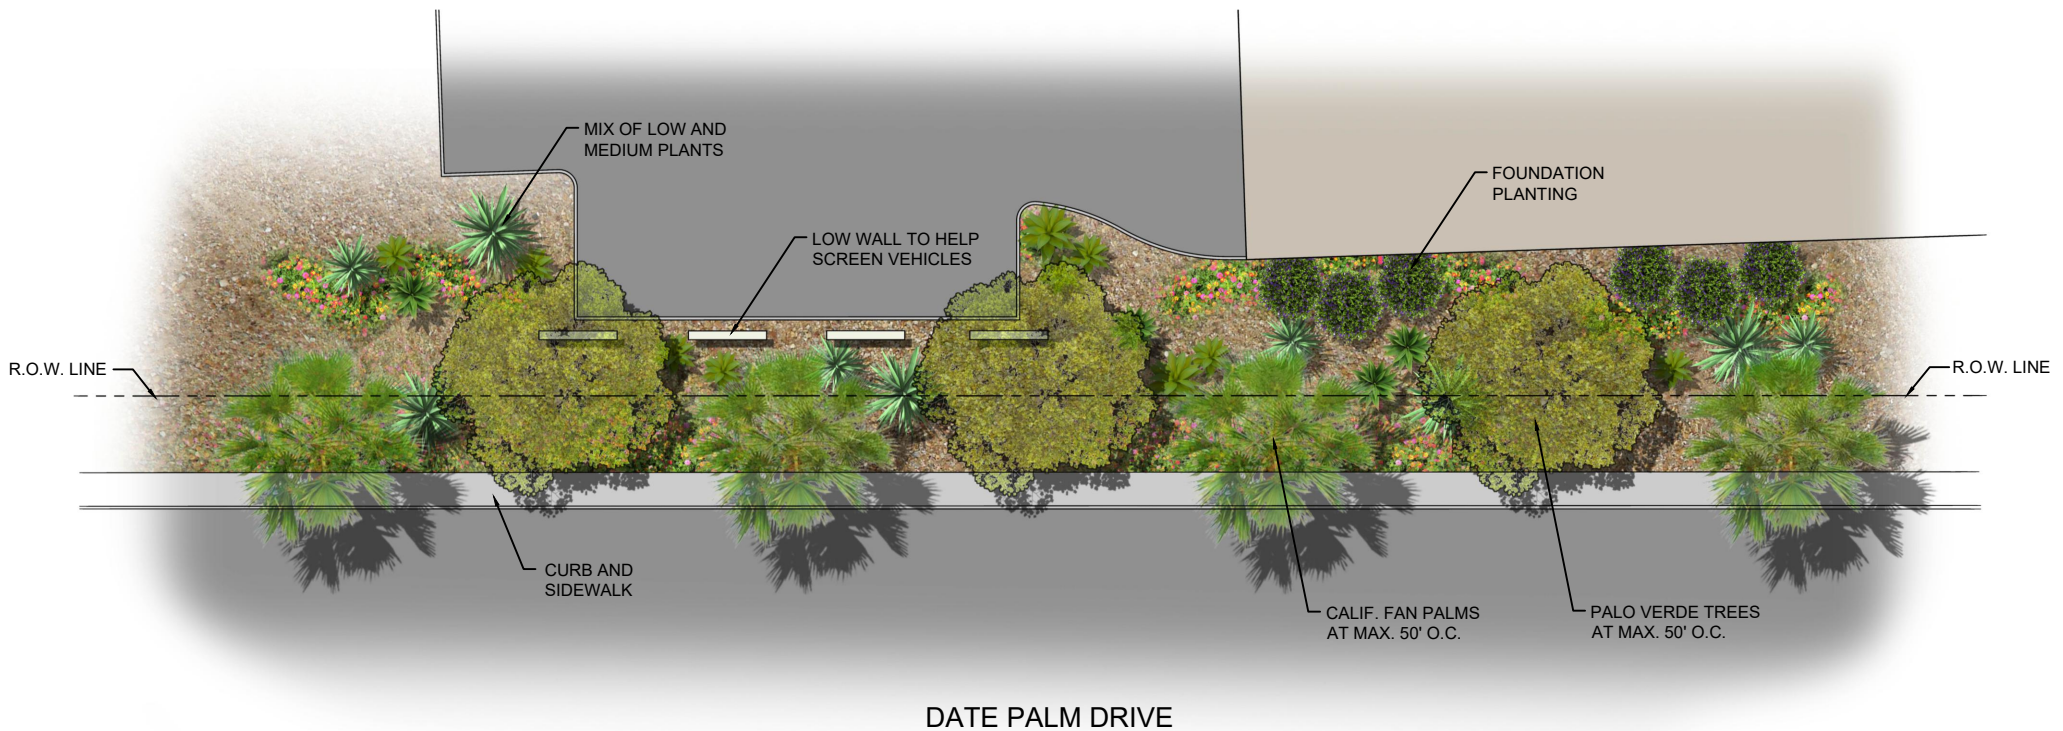 MIX OF LOW AND
MEDIUM PLANTS
FOUNDATION
PLANTING
LOW WALL TO HELP
SCREEN VEHICLES
R.O.W. LINE
R.O.W. LINE
CURB AND
SIDEWALK
CALIF. FAN PALMS
AT MAX. 50' O.C.
PALO VERDE TREES
AT MAX. 50' O.C.
DATE PALM DRIVE